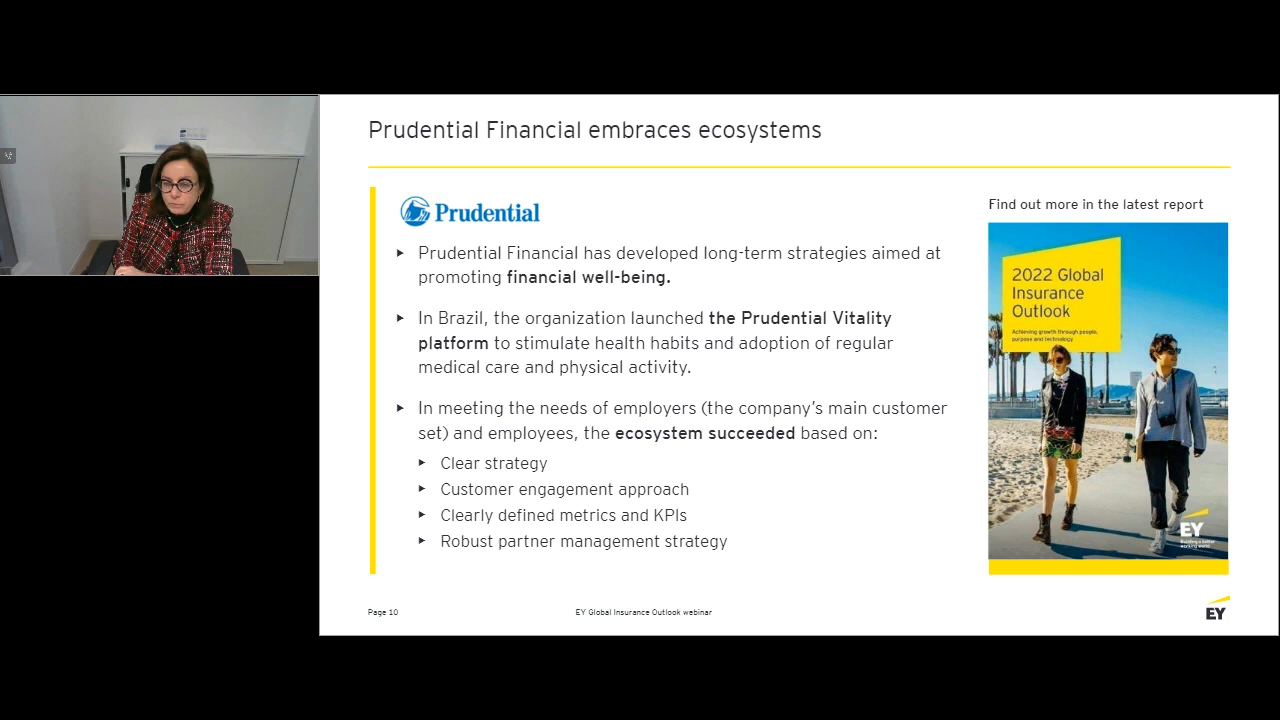 Prudential Financial embraces ecosystems
Prudential
Prudential Financial has developed long-term strategies aimed at
promoting financial well-being.
In Brazil, the organization launched the Prudential Vitality
platform to stimulate health habits and adoption of regular
medical care and physical activity.
In meeting the needs of employers (the company's main customer
set) and employees, the ecosystem succeeded based on:
Clear strategy
Customer engagement approach
Clearly defined metrics and KPIs
Robust partner management strategy
Find out more in the latest report
2022 Global
Insurance
Outlook
Achieving growth through people,
purpose and technology.
EY
Building a better
working world
Page 10
EY Global Insurance Outlook webinar
EY